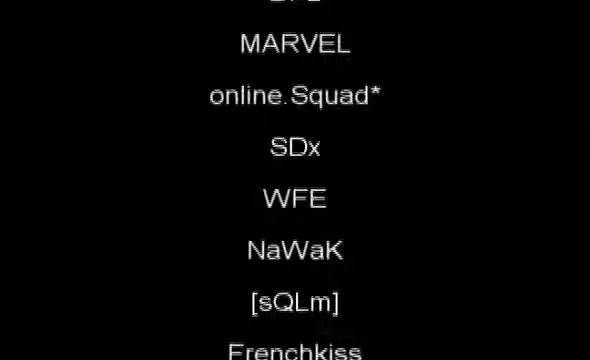 MARVEL
online.Squad*
SDx
WFE
NaWaK
[sQLm]
Frenchkiss